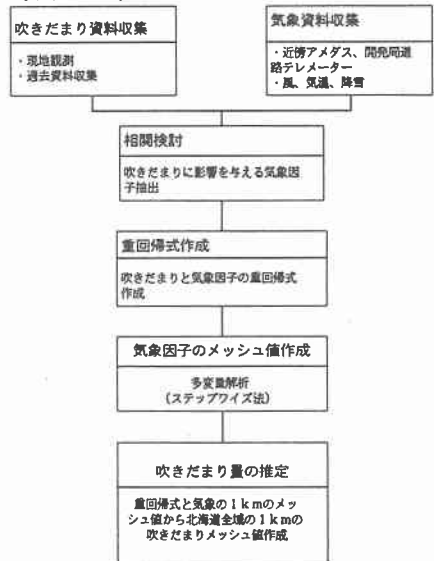 吹きだまり資料収集
・現地観測
・過去資料収集
気象資料収集
・近傍アメダス、開発局道
路テレメーター
・風、気温、降雪
相関検討
吹きだまりに影響を与える気象因
子抽出
重回帰式作成
吹きだまりと気象因子の重回帰式
作成
気象因子のメッシュ値作成
多変量解析
(ステップワイズ法)
吹きだまり量の推定
重回帰式と気象の1kmのメッ
シュ値から北海道全域の1kmの
吹きだまりメッシュ値作成